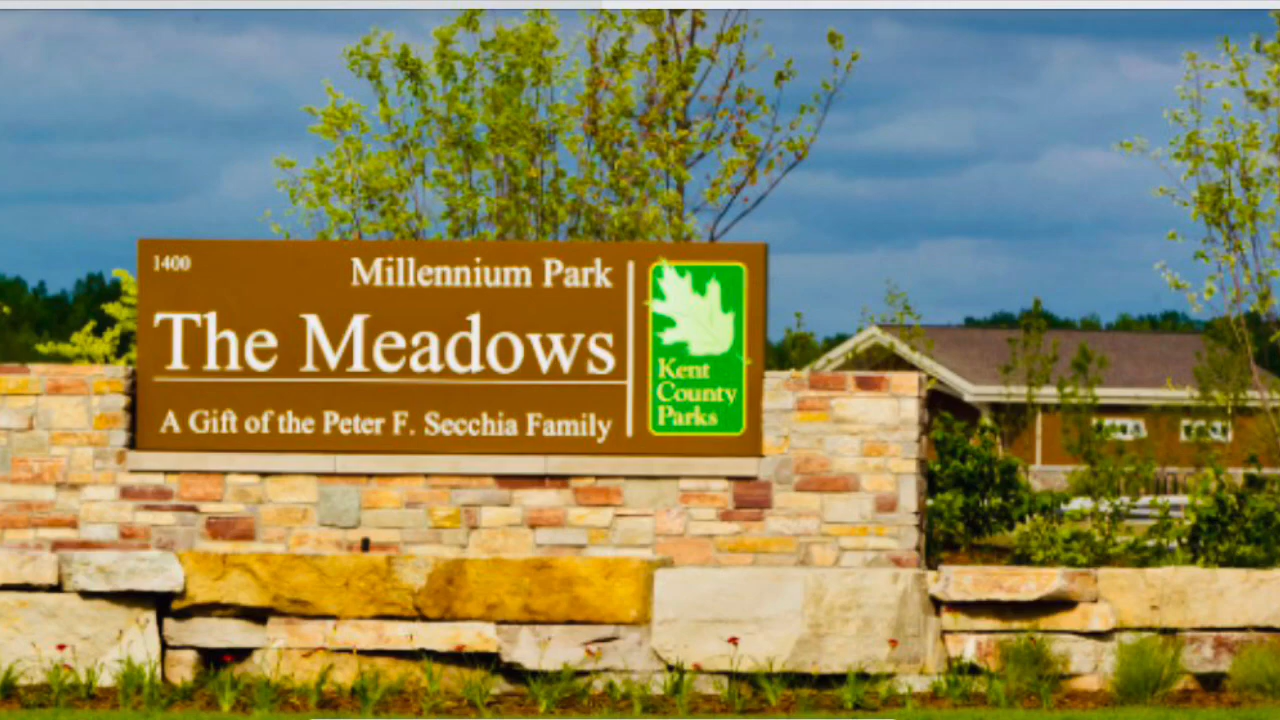 1400
Millennium Park
The Meadows
A Gift of the Peter F. Secchia Family
Kent
County
Parks